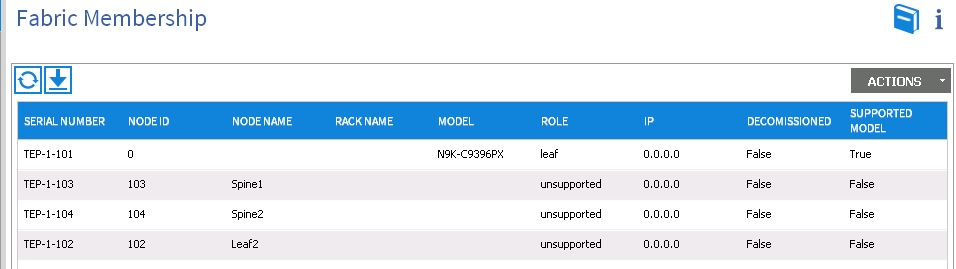 Fabric Membership
i
ACTIONS
SERIAL NUMBER NODE ID NODE NAME RACK NAME MODEL ROLE IP DECOMISSIONED SUPPORTED MODEL
TEP-1-101 0 N9K-C9396PX leaf 0.0.0.0 False True
TEP-1-103 103 Spine1 unsupported 0.0.0.0 False False
TEP-1-104 104 Spine2 unsupported 0.0.0.0 False False
TEP-1-102 102 Leaf2 unsupported 0.0.0.0 False False